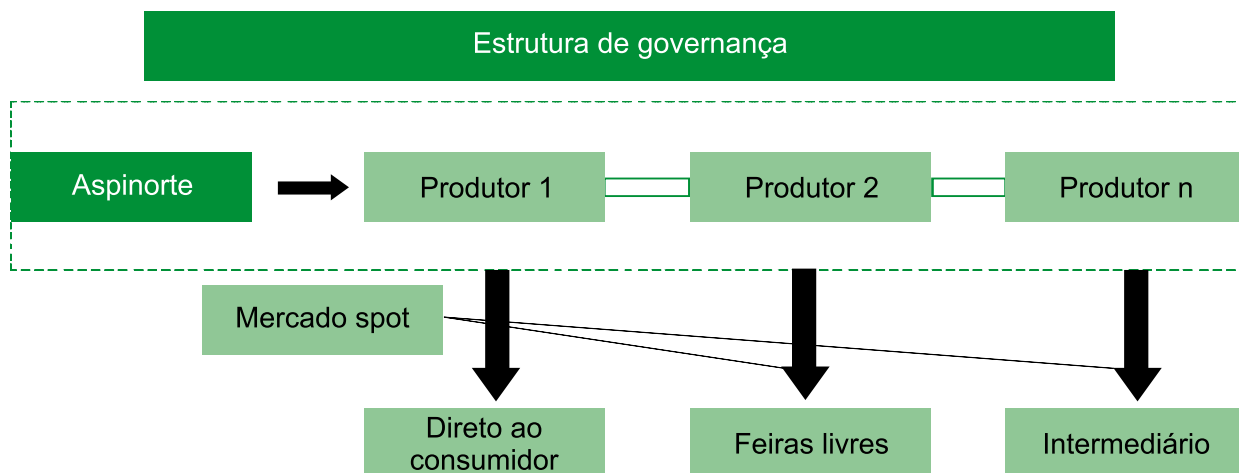 Estrutura de governança
Aspinorte
Produtor 1
Produtor 2
Produtor n
Mercado spot
Direto ao
consumidor
Feiras livres
Intermediário